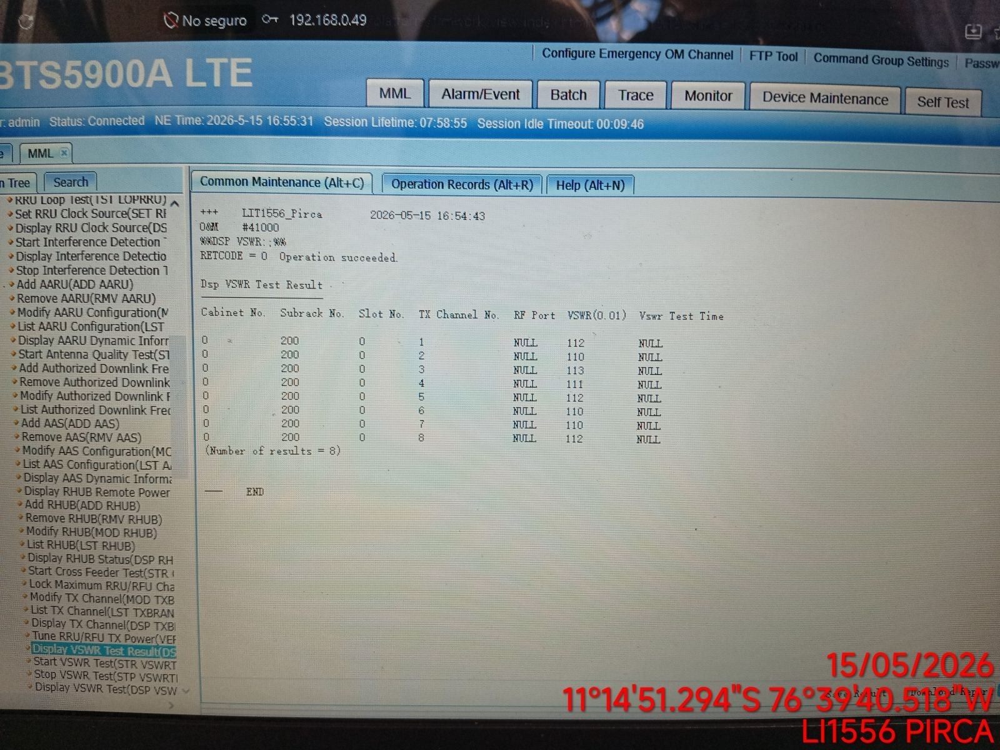 No seguro 192.168.0.49
BTS5900A LTE
Configure Emergency OM Channel FTP Tool Command Group Settings Passw
MML Alarm/Event Batch Trace Monitor Device Maintenance Self Test
r: admin Status: Connected NE Time: 2026-5-15 16:55:31 Session Lifetime: 07:58:55 Session Idle Timeout: 00:09:46
e MML
n Tree Search
RRU Loop Test(TST LOPRRU)
Set RRU Clock Source(SET RF
Display RRU Clock Source(DS
Start Interference Detection
Display Interference Detectio
Stop Interference Detection T
Add AARU(ADD AARU)
Remove AARU(RMV AARU)
Modify AARU Configuration(M
List AARU Configuration(LST
Display AARU Dynamic Inforr
Start Antenna Quality Test(ST
Add Authorized Downlink Fre
Remove Authorized Downlink
Modify Authorized Downlink F
List Authorized Downlink Frec
Add AAS(ADD AAS)
Remove AAS(RMV AAS)
Modify AAS Configuration(MC
List AAS Configuration(LST A
Display AAS Dynamic Informa
Display RHUB Remote Power
Add RHUB(ADD RHUB)
Remove RHUB(RMV RHUB)
Modify RHUB(MOD RHUB)
List RHUB(LST RHUB)
Display RHUB Status(DSP RH
Start Cross Feeder Test(STR
Lock Maximum RRU/RFU Cha
Modify TX Channel(MOD TXB
List TX Channel(LST TXBRAN
Display TX Channel(DSP TXB
Tune RRU/RFU TX Power(VEF
Display VSWR Test Result(DS
Start VSWR Test(STR VSWRT
Stop VSWR Test(STP VSWRT
Display VSWR Test(DSP VSW
Common Maintenance (Alt+C) Operation Records (Alt+R) Help (Alt+N)
+++ LIT1556_Pirca 2026-05-15 16:54:43
O&M #41000
%%DSP VSWR:;%%
RETCODE = 0 Operation succeeded.
Dsp VSWR Test Result
Cabinet No. Subrack No. Slot No. TX Channel No. RF Port VSWR(0.01) Vswr Test Time
0 200 0 1 NULL 112 NULL
0 200 0 2 NULL 110 NULL
0 200 0 3 NULL 113 NULL
0 200 0 4 NULL 111 NULL
0 200 0 5 NULL 112 NULL
0 200 0 6 NULL 110 NULL
0 200 0 7 NULL 110 NULL
0 200 0 8 NULL 112 NULL
(Number of results = 8)
--- END
Save Result Download Report
15/05/2026
11°14'51.294"S 76°39'40.518"W
LI1556 PIRCA